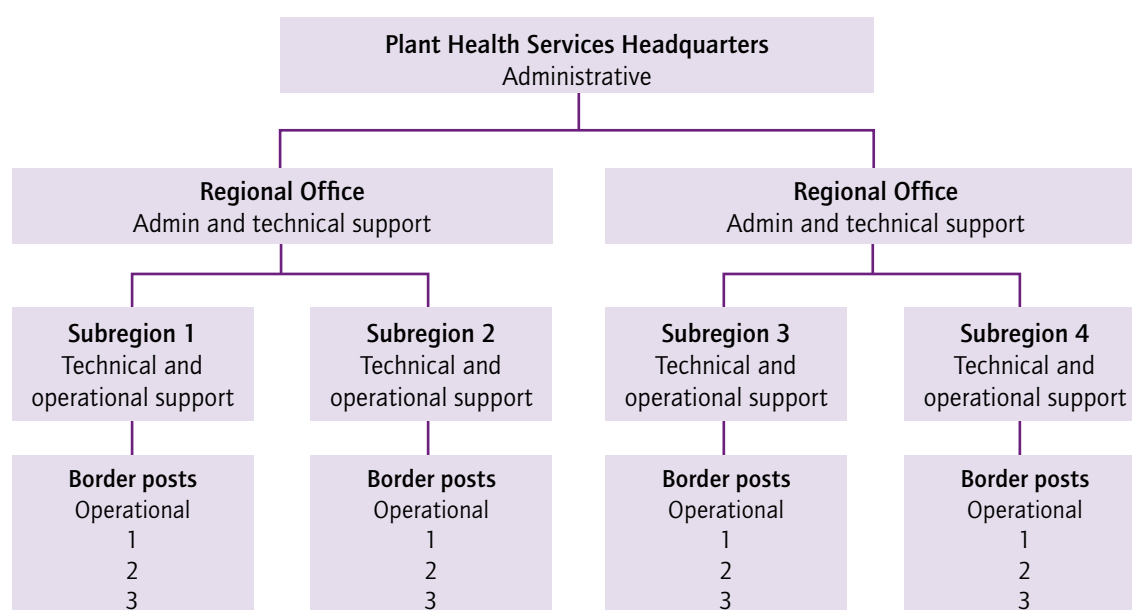 Plant Health Services Headquarters
Administrative
Regional Office
Admin and technical support
Regional Office
Admin and technical support
Subregion 1
Technical and
operational support
Subregion 2
Technical and
operational support
Subregion 3
Technical and
operational support
Subregion 4
Technical and
operational support
Border posts
Operational
1
2
3
Border posts
Operational
1
2
3
Border posts
Operational
1
2
3
Border posts
Operational
1
2
3